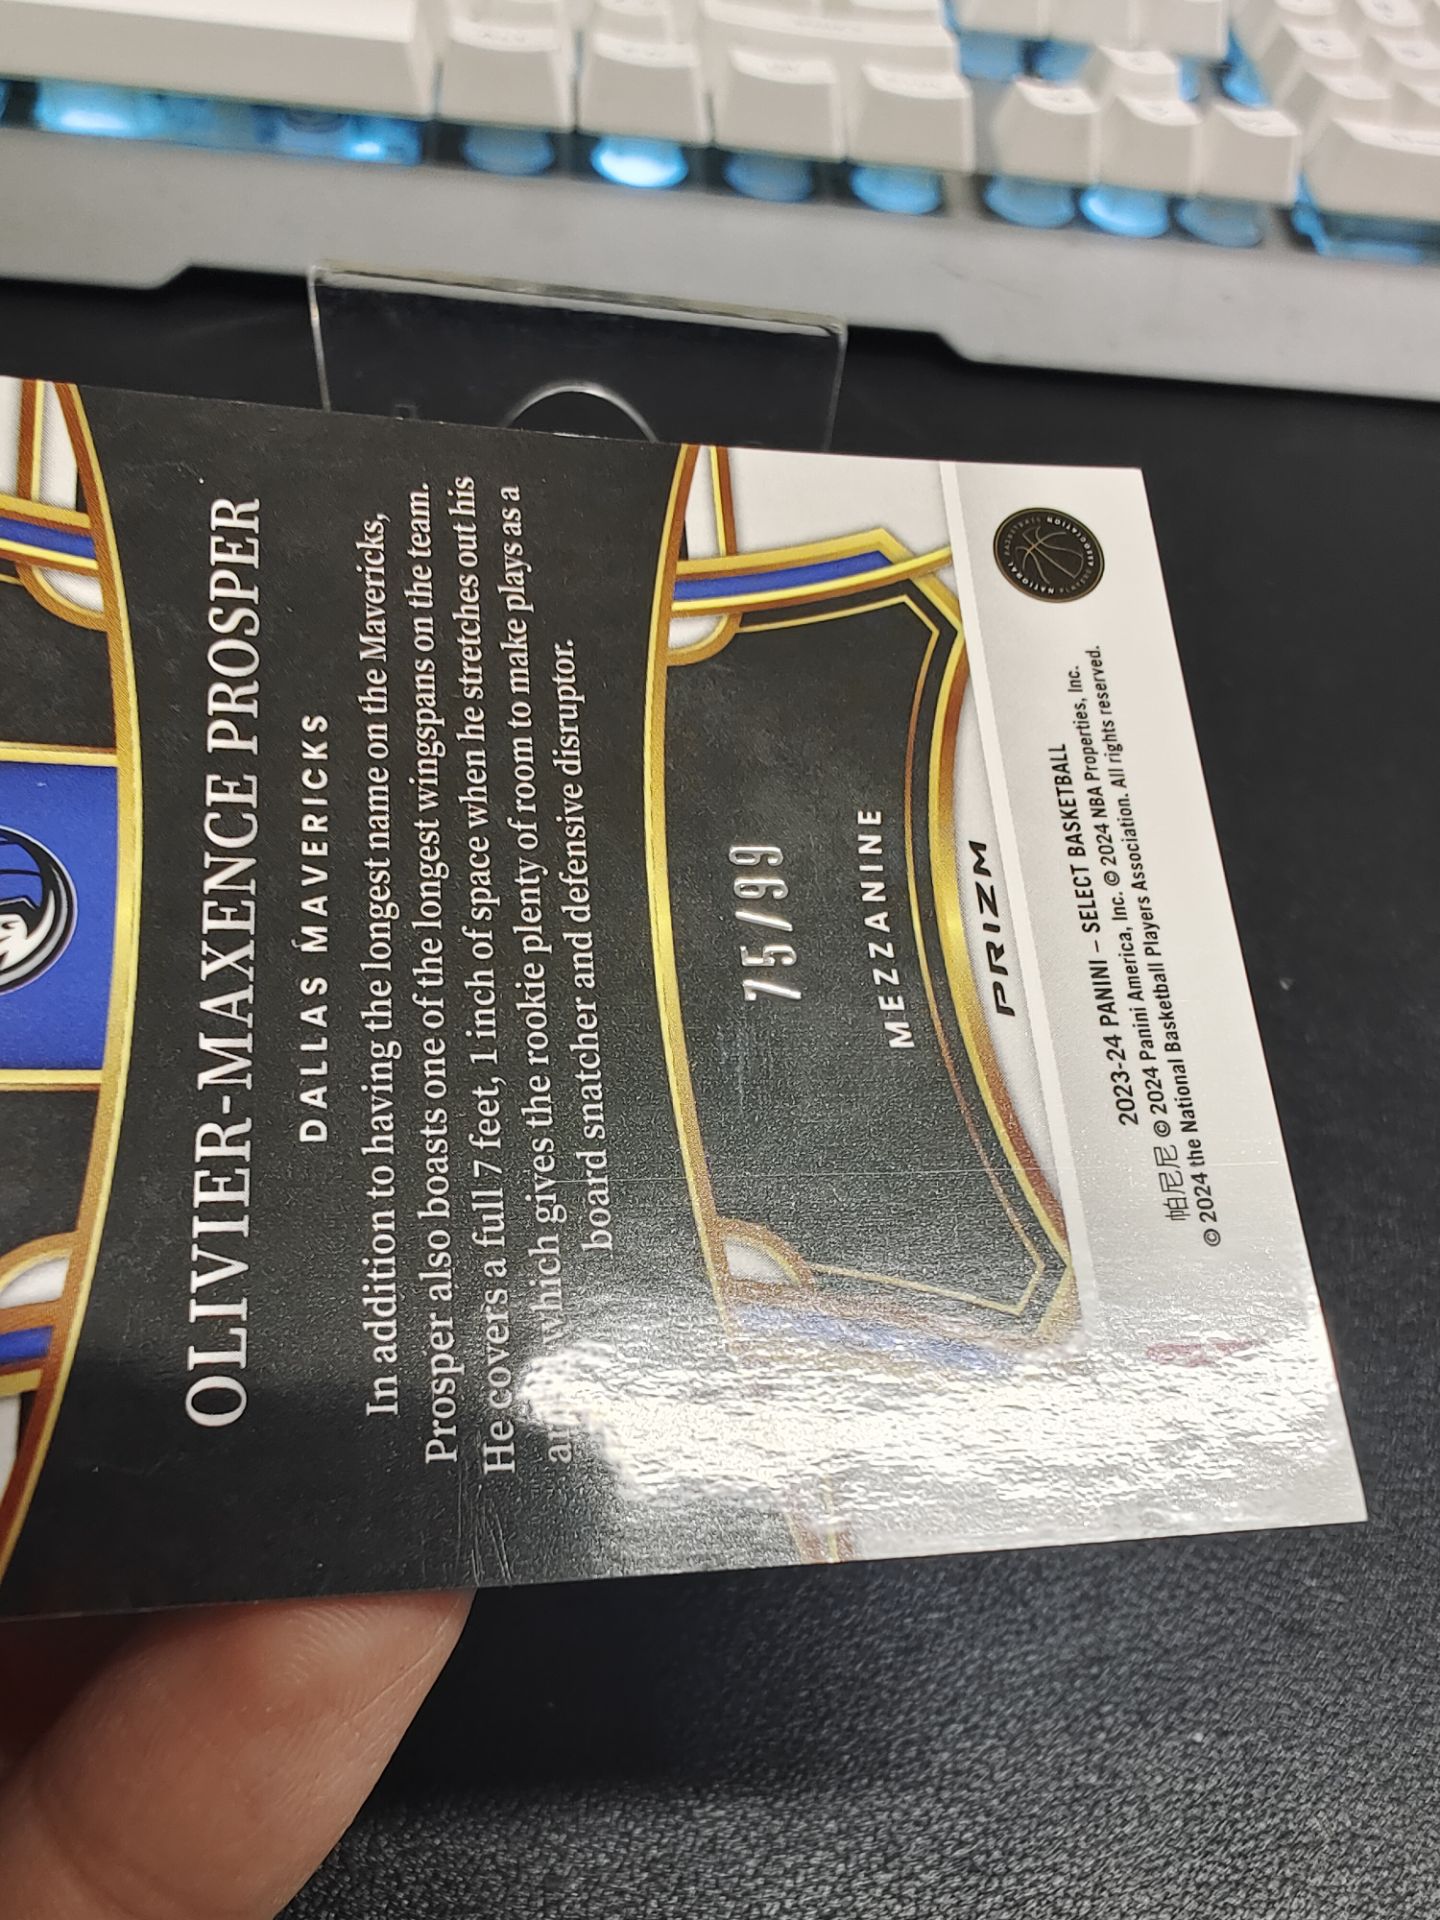 OLIVIER-MAXENCE PROSPER
DALLAS MAVERICKS
In addition to having the longest name on the Mavericks,
Prosper also boasts one of the longest wingspans on the team.
He covers a full 7 feet, 1 inch of space when he stretches out his
which gives the rookie plenty of room to make plays as a
board snatcher and defensive disruptor.
75/99
MEZZANINE
PRIZM
2023-24 PANINI – SELECT BASKETBALL
帕尼尼 © 2024 Panini America, Inc. © 2024 NBA Properties, Inc.
© 2024 the National Basketball Players Association. All rights reserved.
NATIONAL BASKETBALL PLAYERS ASSOCIATION